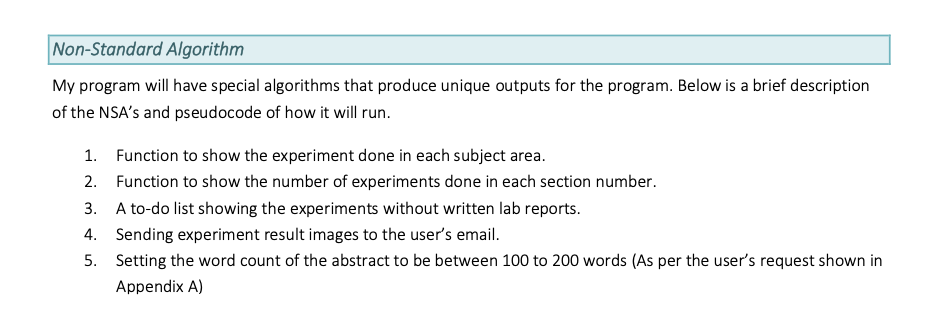 Non-Standard Algorithm
My program will have special algorithms that produce unique outputs for the program. Below is a brief description
of the NSA's and pseudocode of how it will run.
1. Function to show the experiment done in each subject area.
2. Function to show the number of experiments done in each section number.
3. A to-do list showing the experiments without written lab reports.
4. Sending experiment result images to the user's email.
5. Setting the word count of the abstract to be between 100 to 200 words (As per the user's request shown in
Appendix A)